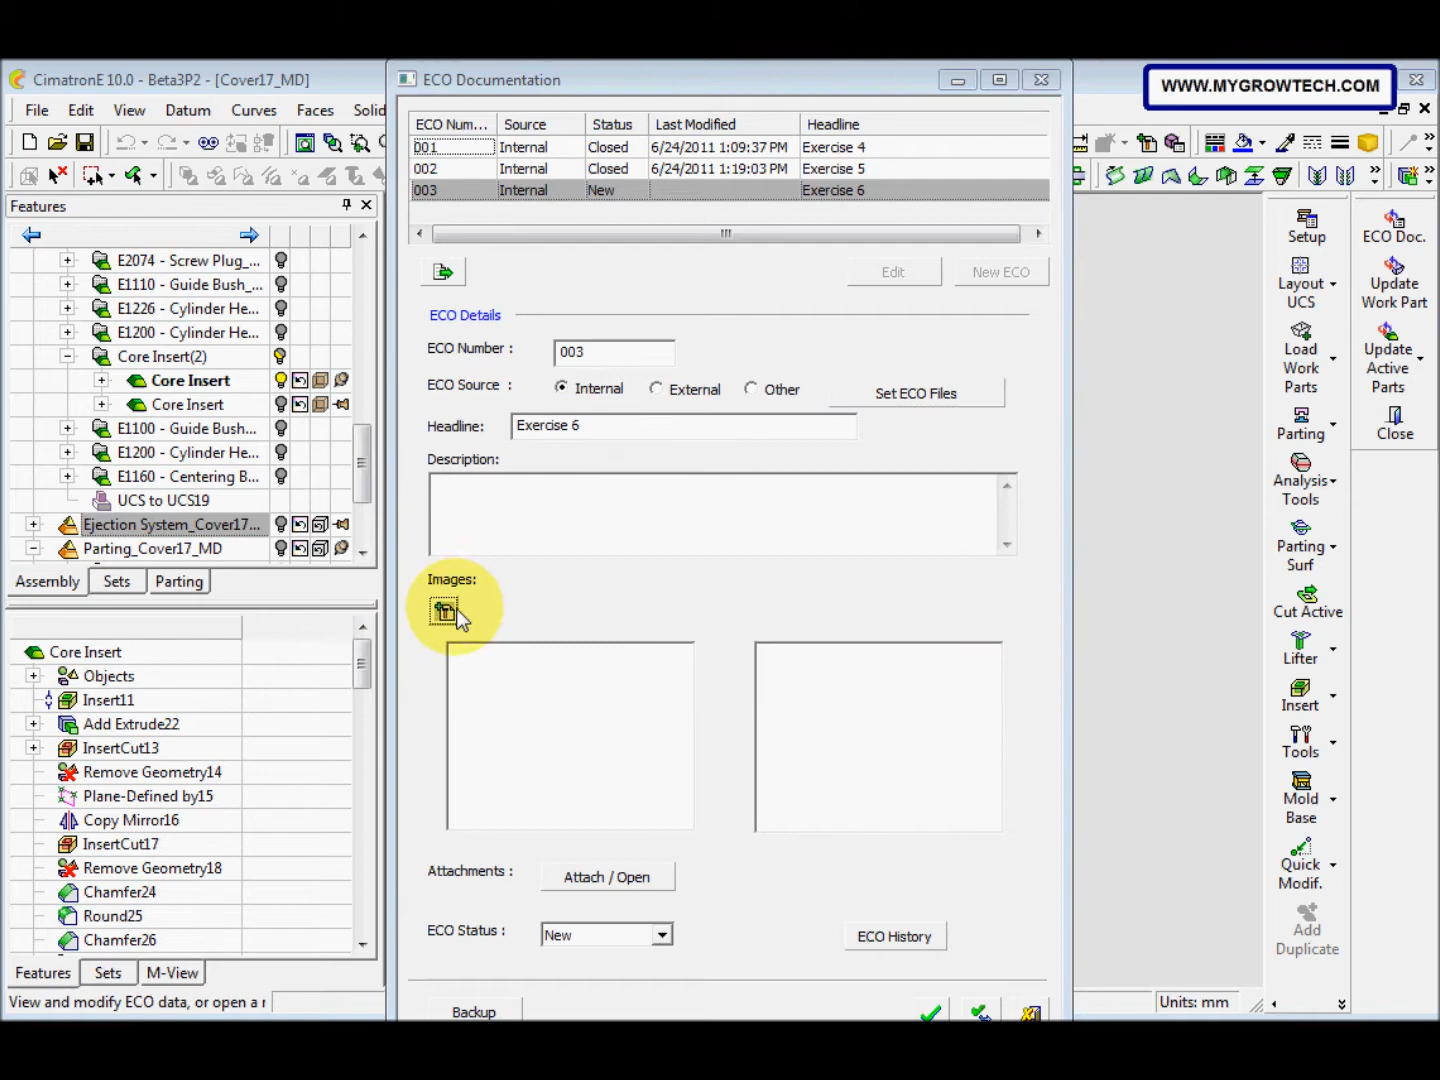 CimatronE 10.0 - Beta3P2 - [Cover17_MD]
ECO Documentation
WWW.MYGROWTECH.COM
File Edit View Datum Curves Faces Solid
ECO Num... Source Status Last Modified Headline
001 Internal Closed 6/24/2011 1:09:37 PM Exercise 4
002 Internal Closed 6/24/2011 1:19:03 PM Exercise 5
003 Internal New Exercise 6
Edit New ECO
ECO Details
ECO Number : 003
ECO Source : Internal External Other Set ECO Files
Headline: Exercise 6
Description:
Images:
Attachments : Attach / Open
ECO Status : New ECO History
Backup
Features
E2074 - Screw Plug_...
E1110 - Guide Bush_...
E1226 - Cylinder He...
E1200 - Cylinder He...
Core Insert(2)
Core Insert
Core Insert
E1100 - Guide Bush...
E1200 - Cylinder He...
E1160 - Centering B...
UCS to UCS19
Ejection System_Cover17...
Parting_Cover17_MD
Assembly Sets Parting
Core Insert
Objects
Insert11
Add Extrude22
InsertCut13
Remove Geometry14
Plane-Defined by15
Copy Mirror16
InsertCut17
Remove Geometry18
Chamfer24
Round25
Chamfer26
Features Sets M-View
View and modify ECO data, or open a r
Setup
Layout
UCS
Load
Work
Parts
Parting
Analysis
Tools
Parting
Surf
Cut Active
Lifter
Insert
Tools
Mold
Base
Quick
Modif.
Add
Duplicate
ECO Doc.
Update
Work Part
Update
Active
Parts
Close
Units: mm